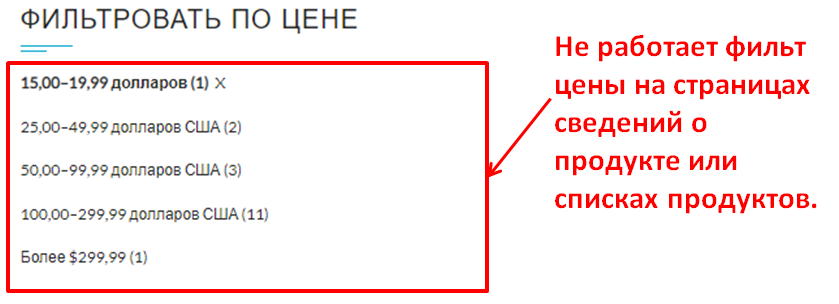 ФИЛЬТРОВАТЬ ПО ЦЕНЕ
15,00–19,99 долларов (1) X
25,00–49,99 долларов США (2)
50,00–99,99 долларов США (3)
100,00–299,99 долларов США (11)
Более $299,99 (1)
Не работает фильт
цены на страницах
сведений о
продукте или
списках продуктов.